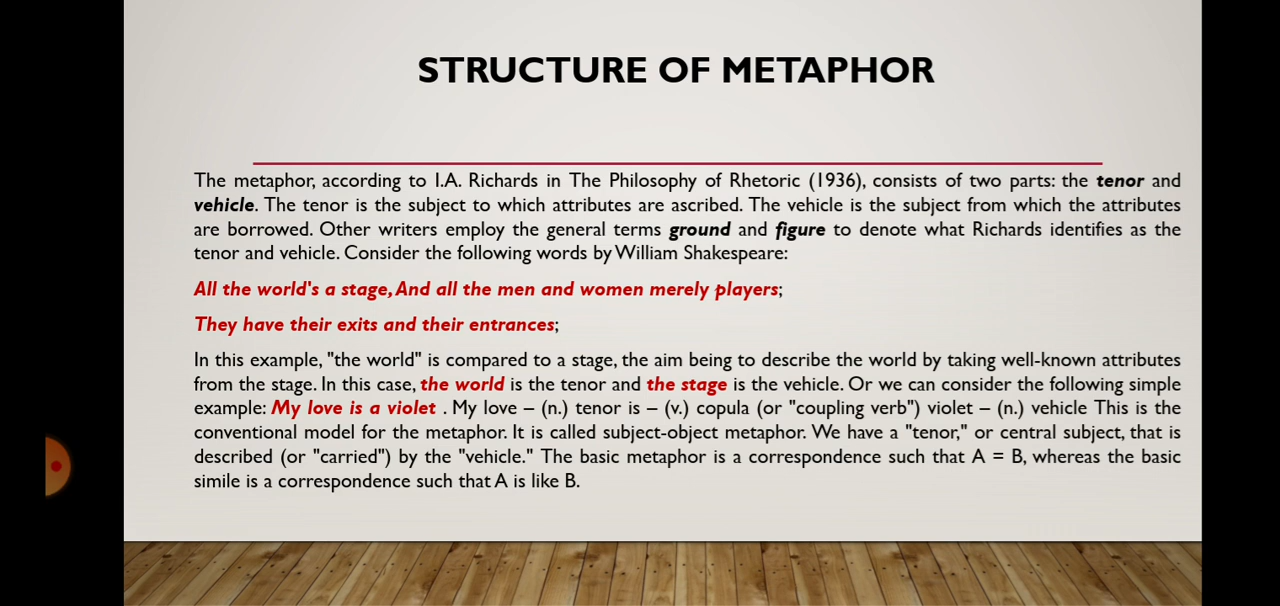 STRUCTURE OF METAPHOR
The metaphor, according to I.A. Richards in The Philosophy of Rhetoric (1936), consists of two parts: the tenor and
vehicle. The tenor is the subject to which attributes are ascribed. The vehicle is the subject from which the attributes
are borrowed. Other writers employ the general terms ground and figure to denote what Richards identifies as the
tenor and vehicle. Consider the following words by William Shakespeare:
All the world's a stage, And all the men and women merely players;
They have their exits and their entrances;
In this example, "the world" is compared to a stage, the aim being to describe the world by taking well-known attributes
from the stage. In this case, the world is the tenor and the stage is the vehicle. Or we can consider the following simple
example: My love is a violet . My love – (n.) tenor is – (v.) copula (or "coupling verb") violet – (n.) vehicle This is the
conventional model for the metaphor. It is called subject-object metaphor. We have a "tenor," or central subject, that is
described (or "carried") by the "vehicle." The basic metaphor is a correspondence such that A = B, whereas the basic
simile is a correspondence such that A is like B.